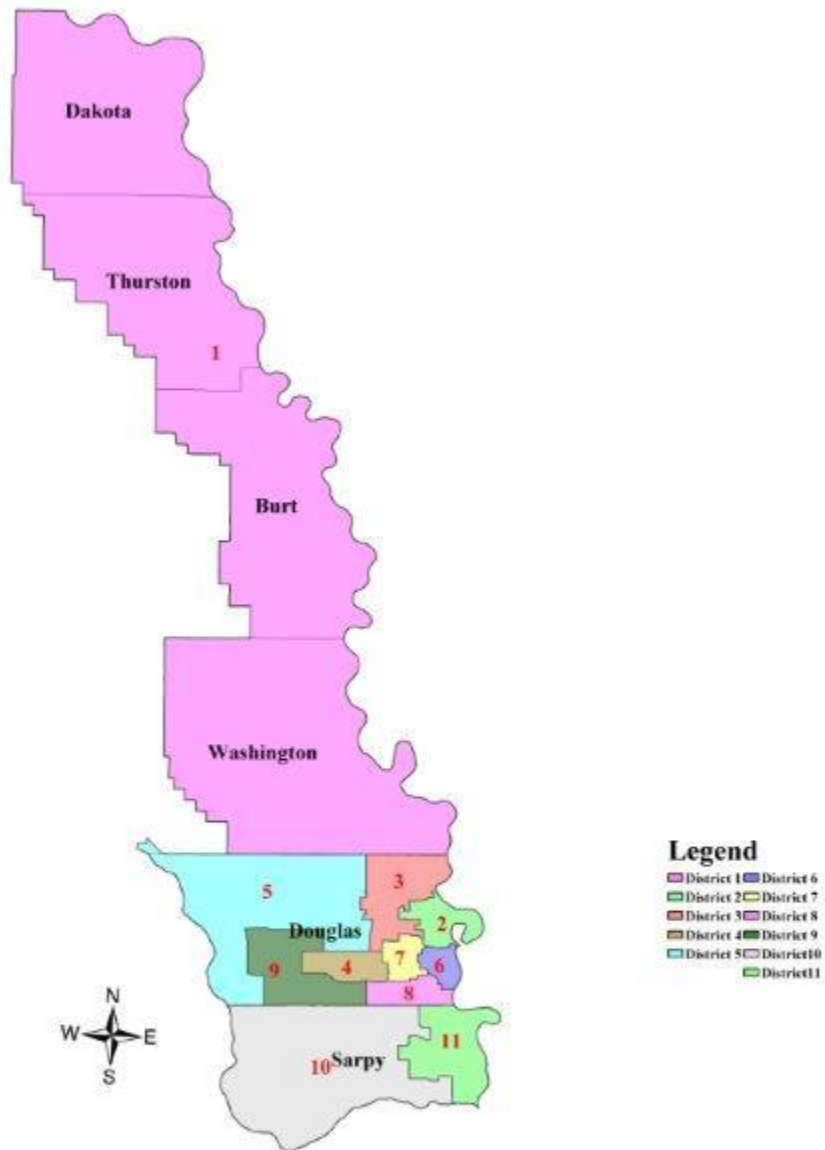 Dakota
Thurston
1
Burt
Washington
5
3
Douglas
2
9
4
7
6
8
10
Sarpy
11
N
W
E
S
Legend
District 1 District 6
District 2 District 7
District 3 District 8
District 4 District 9
District 5 District10
District11